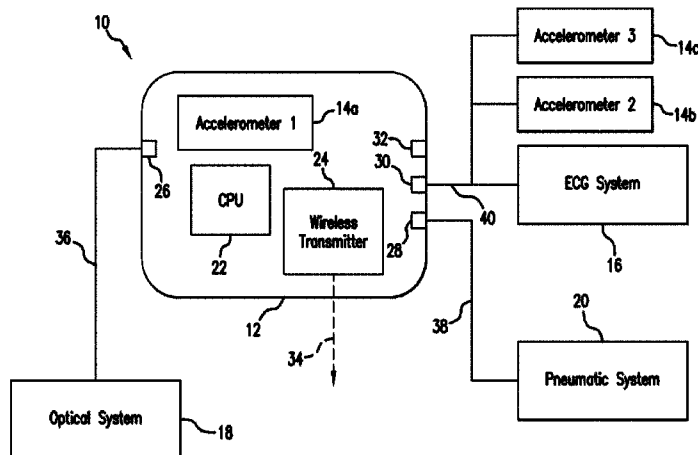 10
Accelerometer 3
14c
Accelerometer 1
14a
Accelerometer 2
14b
32
26
24
30
CPU
Wireless
Transmitter
ECG System
40
36
22
28
16
12
38
20
34
Pneumatic System
Optical System
18